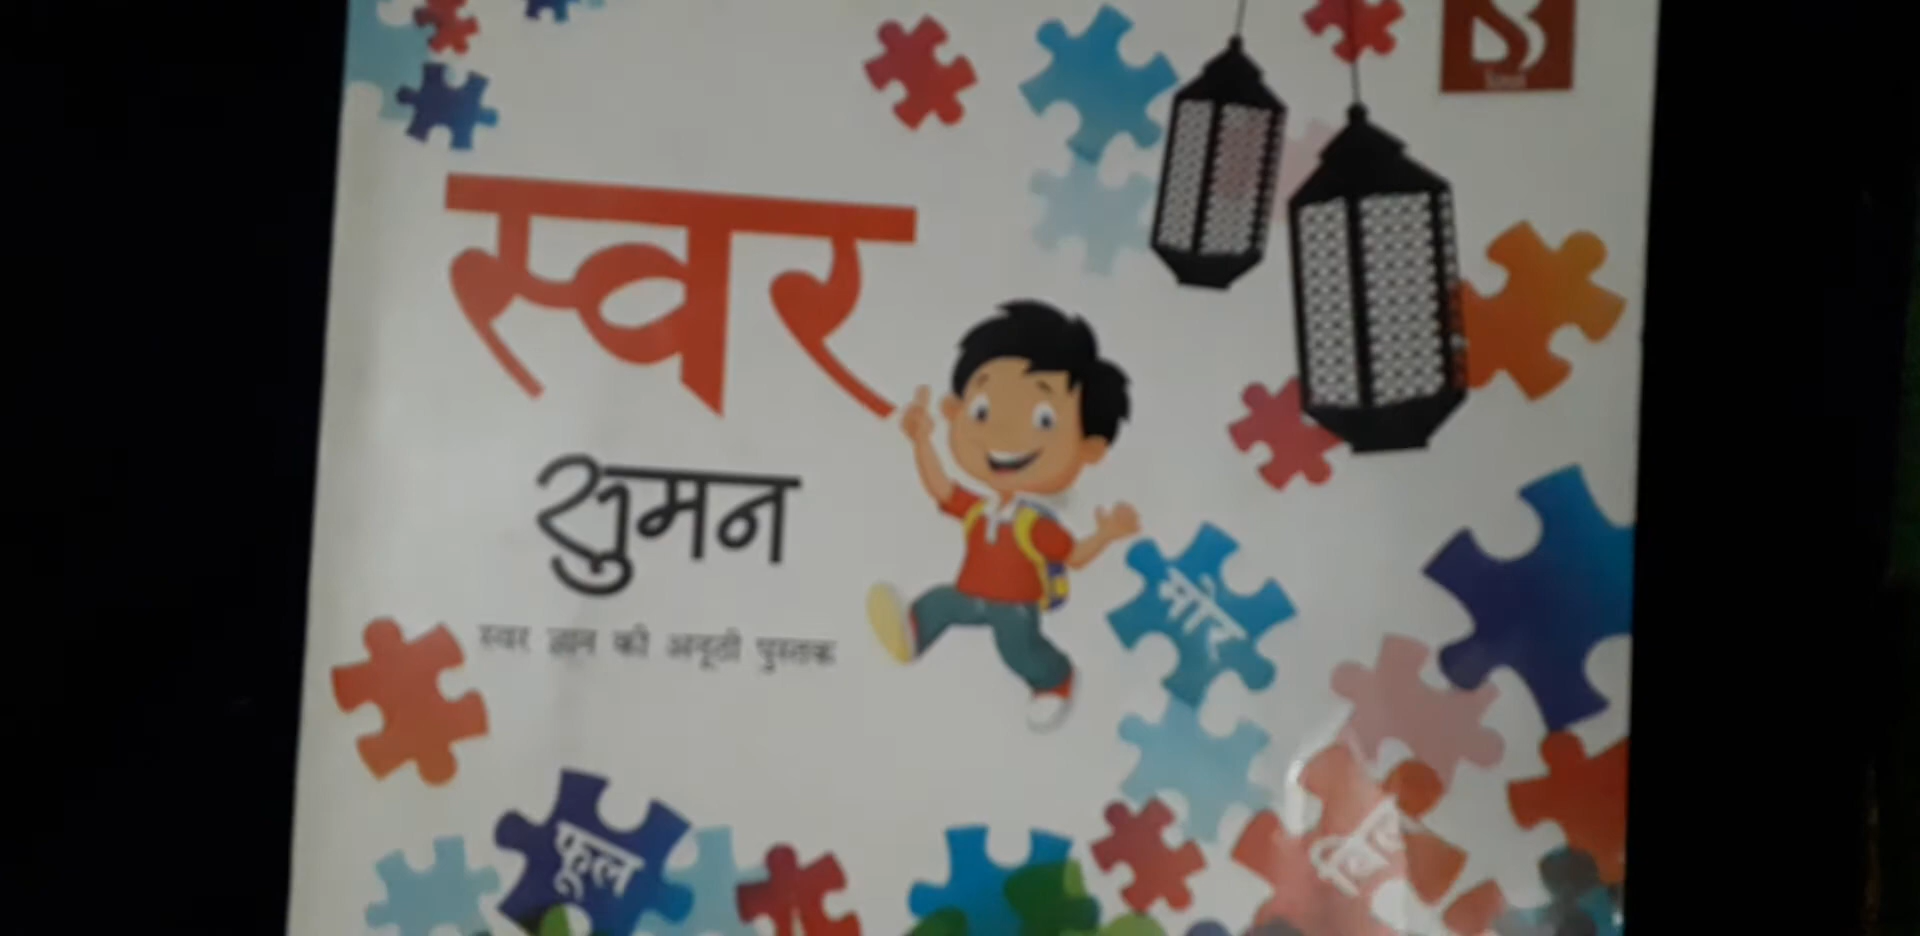 स्वर
सुमन
स्वर ज्ञान की अनूठी पुस्तक
मोर
फूल